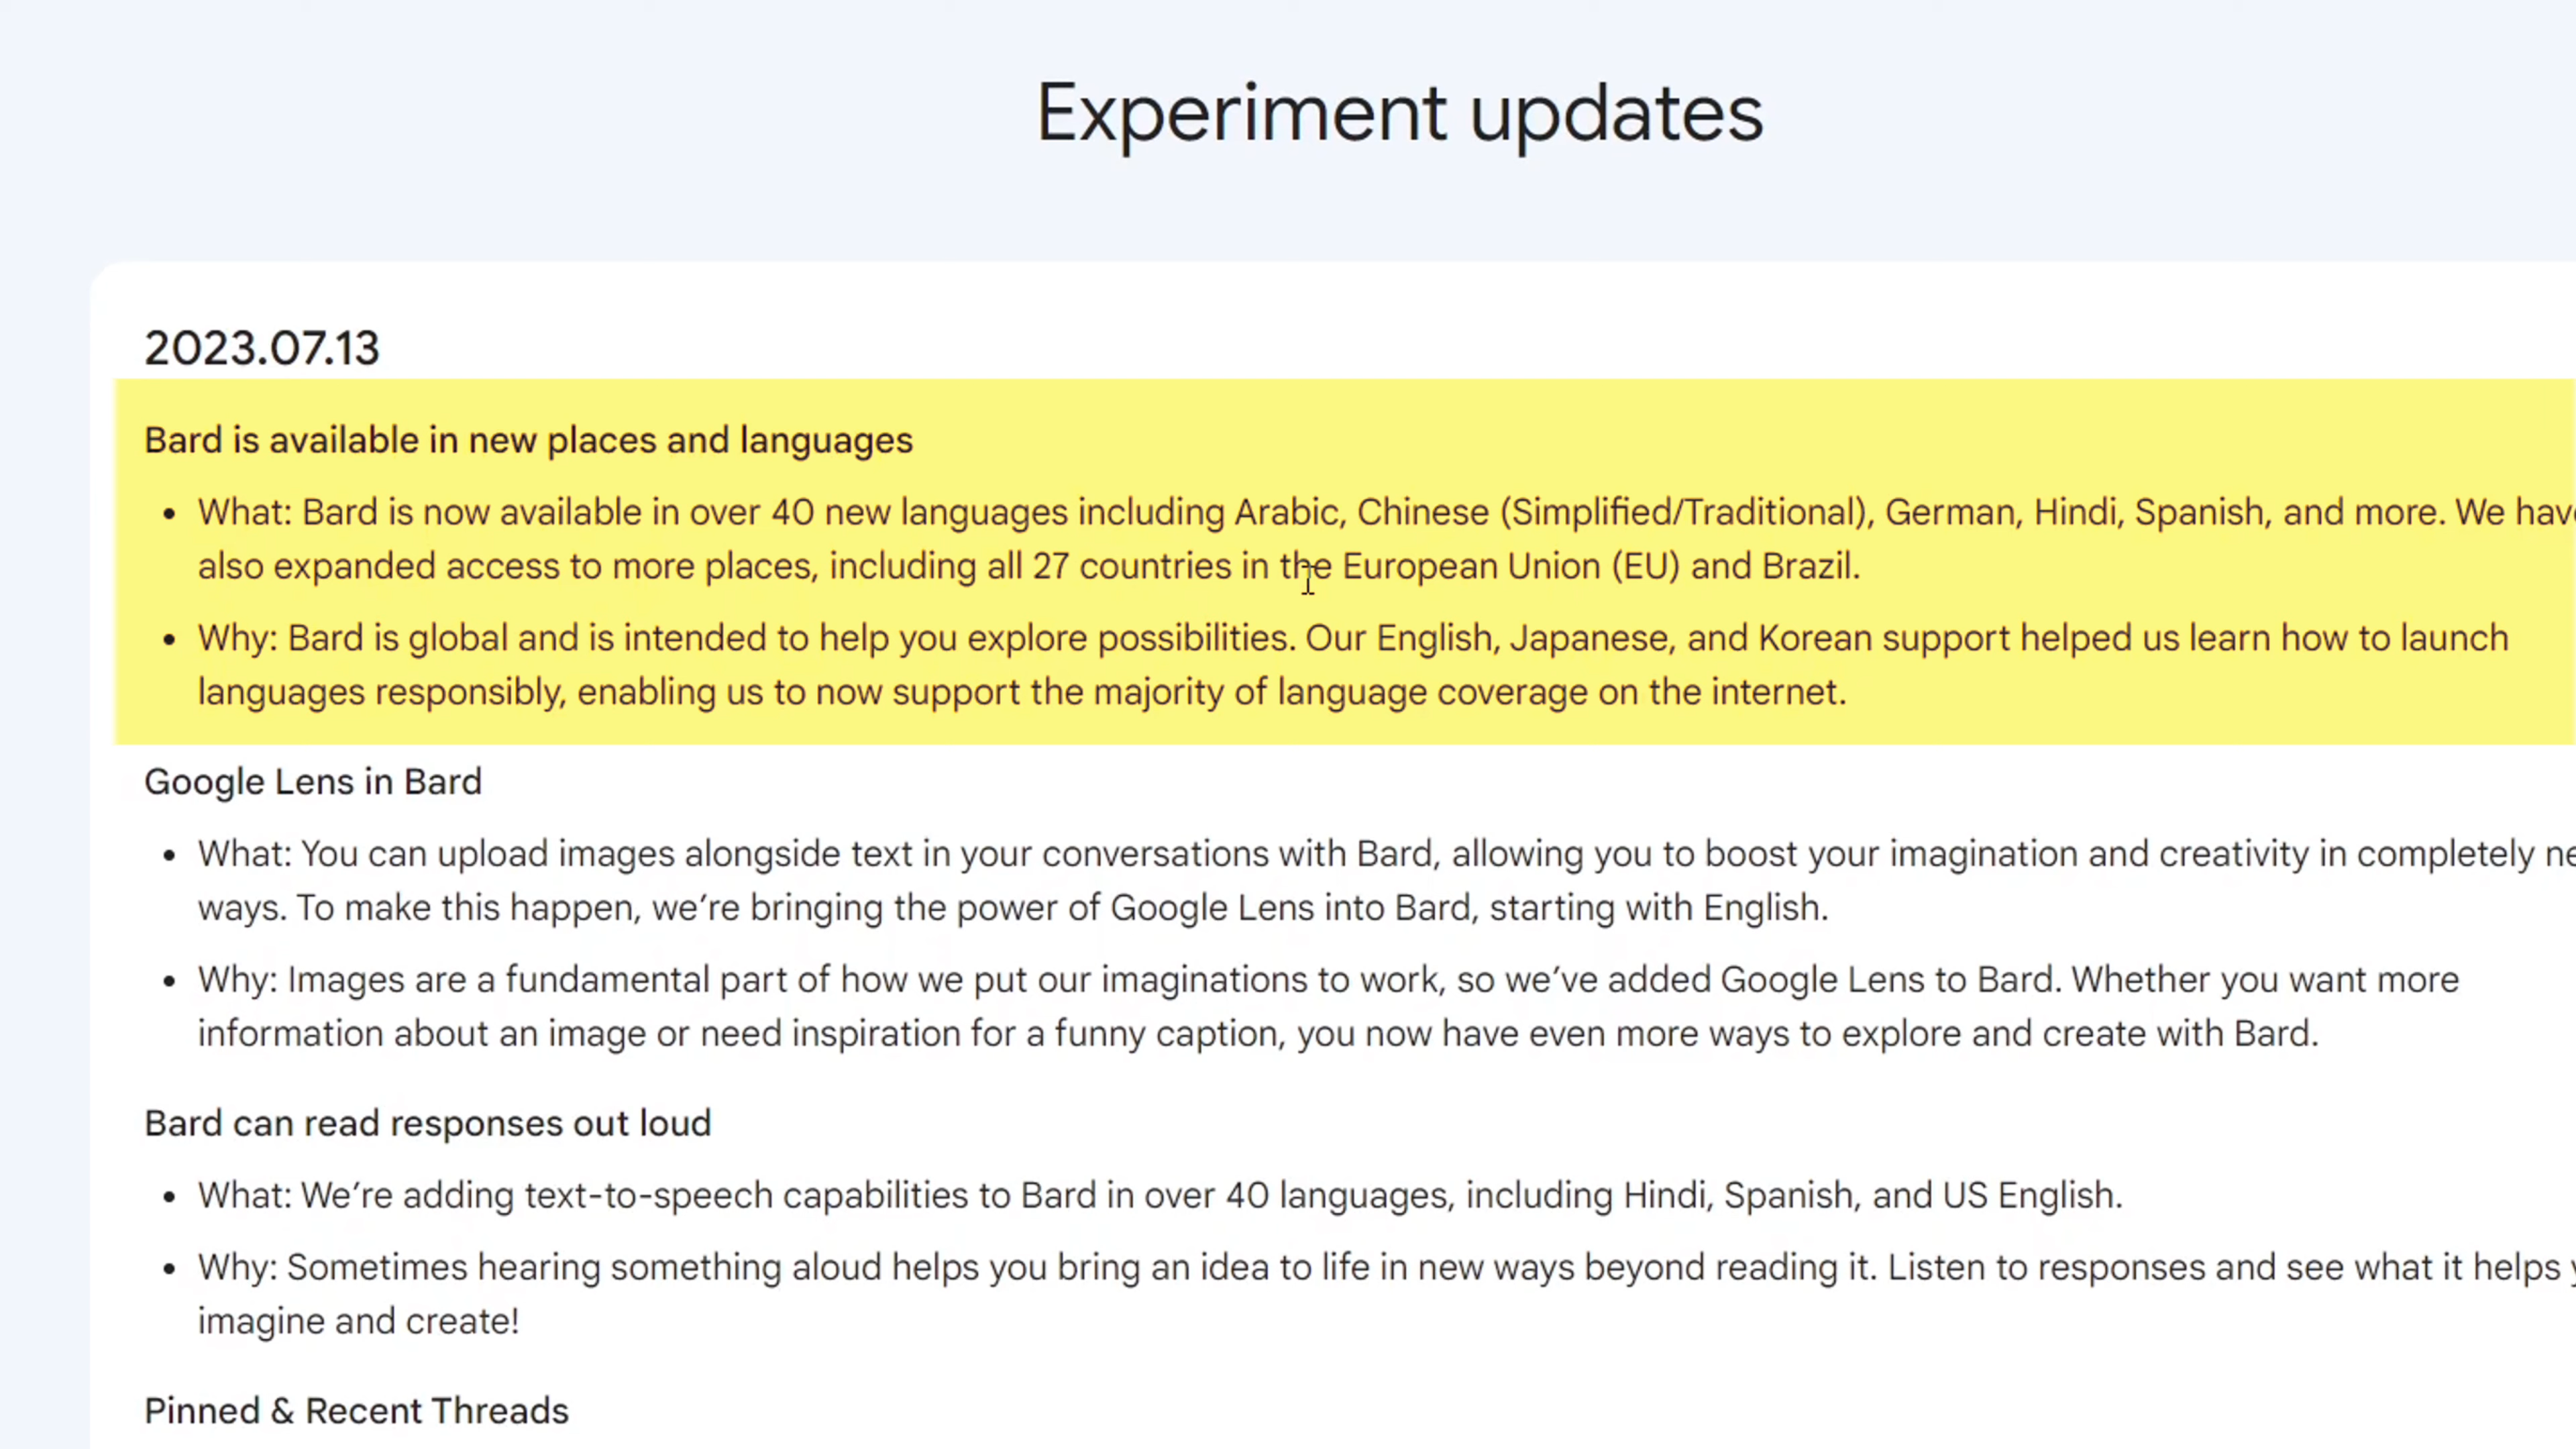 Experiment updates
2023.07.13
Bard is available in new places and languages
• What: Bard is now available in over 40 new languages including Arabic, Chinese (Simplified/Traditional), German, Hindi, Spanish, and more. We
also expanded access to more places, including all 27 countries in the European Union (EU) and Brazil.
• Why: Bard is global and is intended to help you explore possibilities. Our English, Japanese, and Korean support helped us learn how to launch
languages responsibly, enabling us to now support the majority of language coverage on the internet.
Google Lens in Bard
• What: You can upload images alongside text in your conversations with Bard, allowing you to boost your imagination and creativity in completely
ways. To make this happen, we’re bringing the power of Google Lens into Bard, starting with English.
• Why: Images are a fundamental part of how we put our imaginations to work, so we’ve added Google Lens to Bard. Whether you want more
information about an image or need inspiration for a funny caption, you now have even more ways to explore and create with Bard.
Bard can read responses out loud
• What: We’re adding text-to-speech capabilities to Bard in over 40 languages, including Hindi, Spanish, and US English.
• Why: Sometimes hearing something aloud helps you bring an idea to life in new ways beyond reading it. Listen to responses and see what it helps
imagine and create!
Pinned & Recent Threads